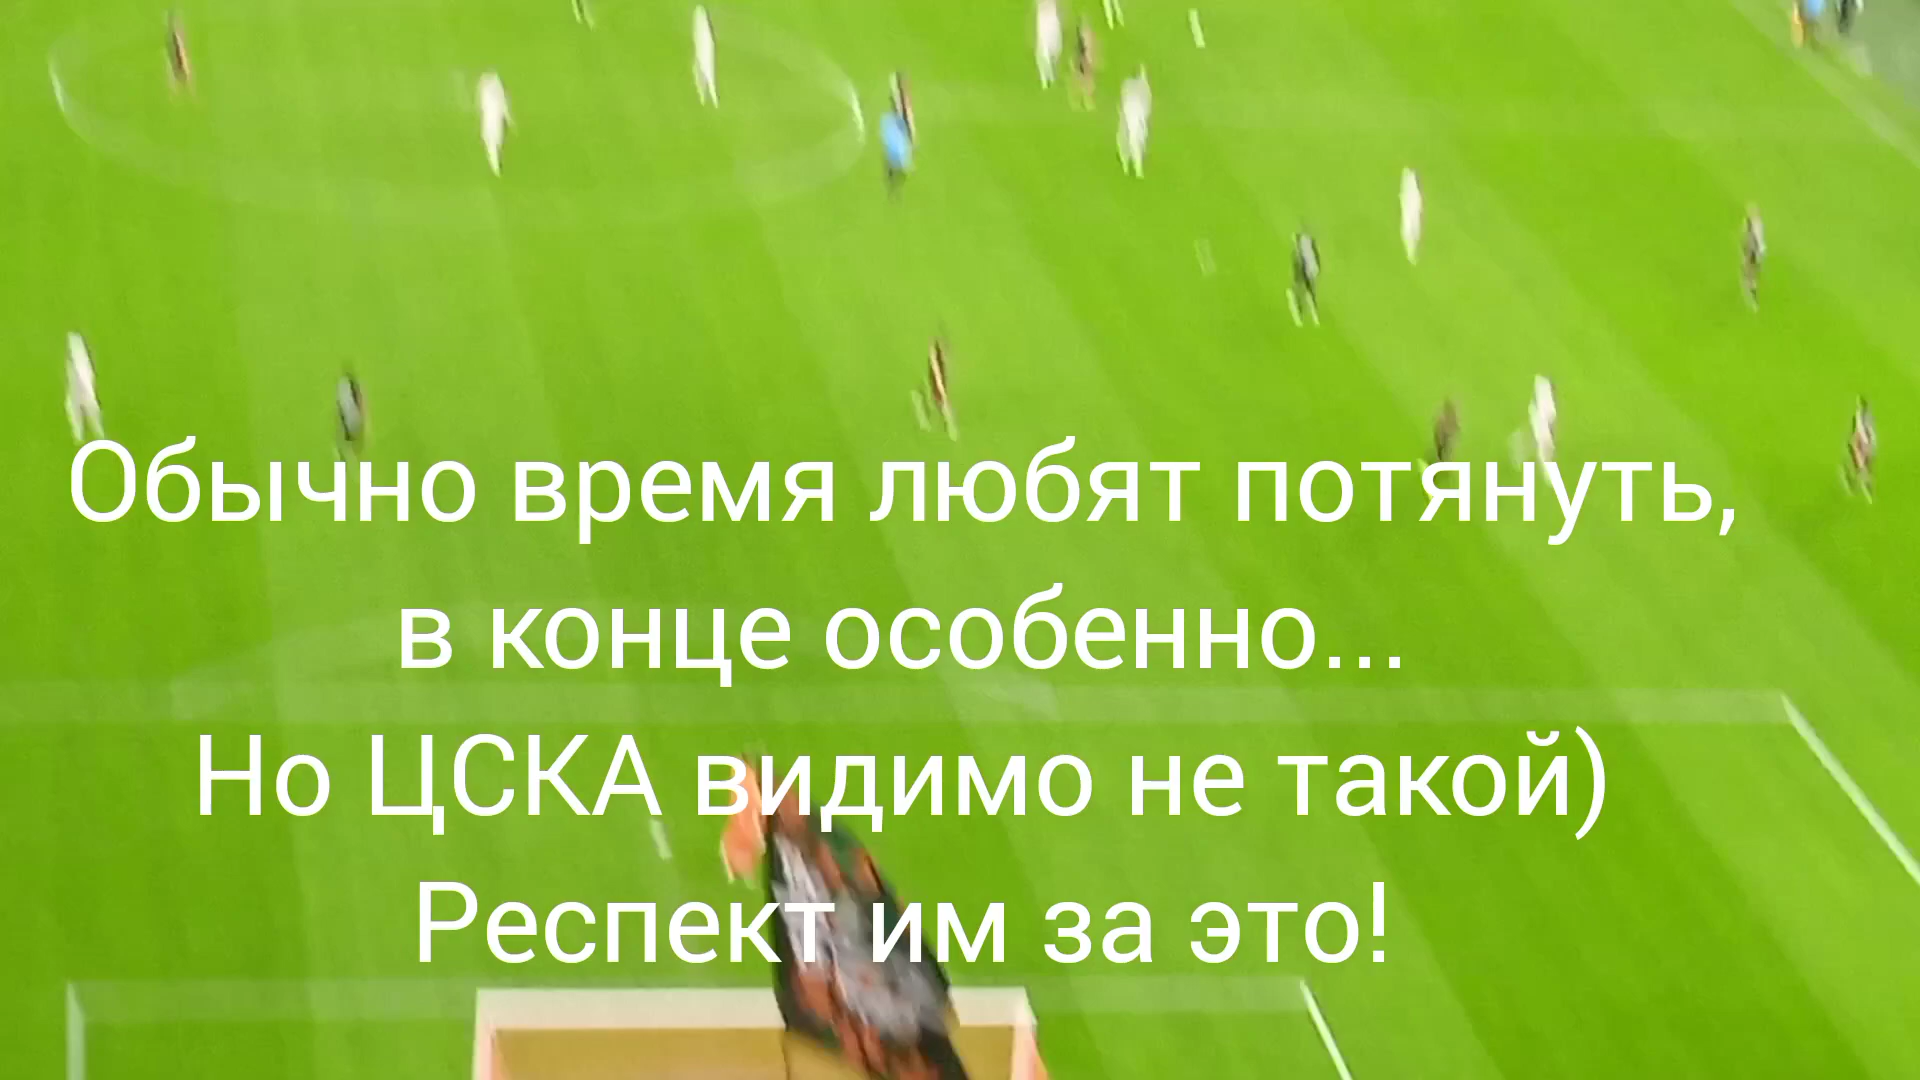 Обычно время любят потянуть,
в конце особенно...
Но ЦСКА видимо не такой)
Респект им за это!